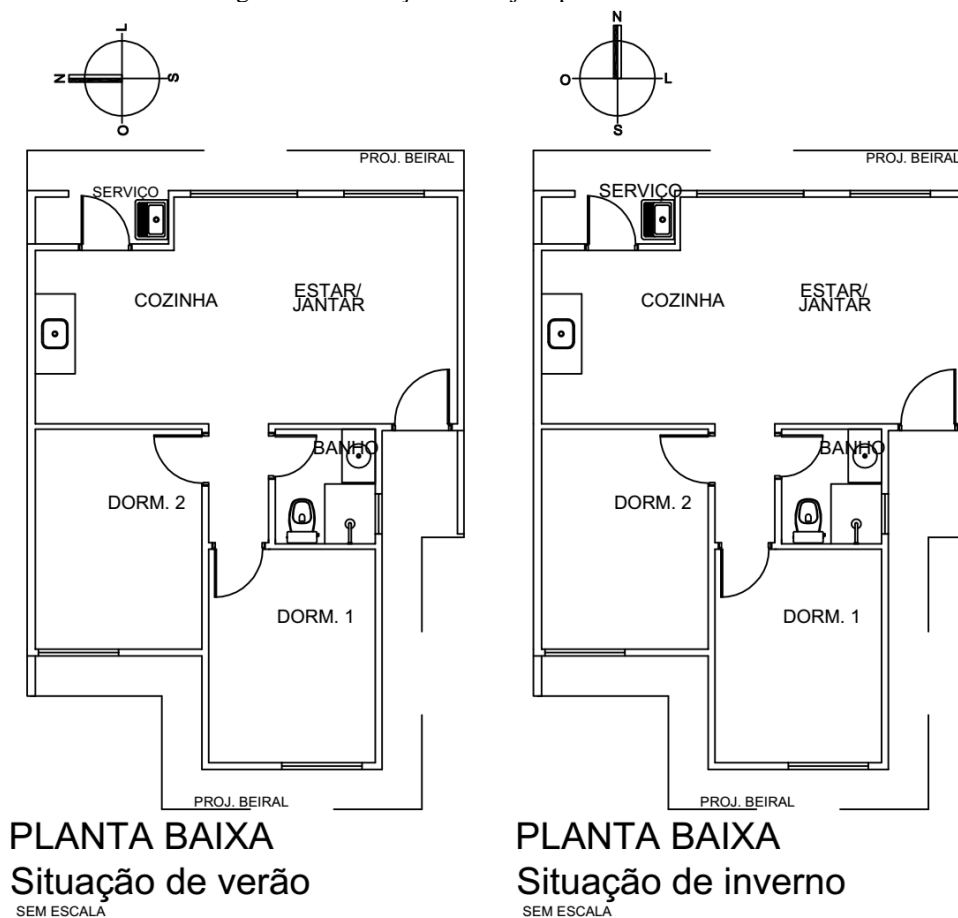 L
N
S
O
PROJ. BEIRAL
SERVIÇO
COZINHA
ESTAR/
JANTAR
BANHO
DORM. 2
DORM. 1
PROJ. BEIRAL
PLANTA BAIXA
Situação de verão
SEM ESCALA
N
O
L
S
PROJ. BEIRAL
SERVIÇO
COZINHA
ESTAR/
JANTAR
BANHO
DORM. 2
DORM. 1
PROJ. BEIRAL
PLANTA BAIXA
Situação de inverno
SEM ESCALA